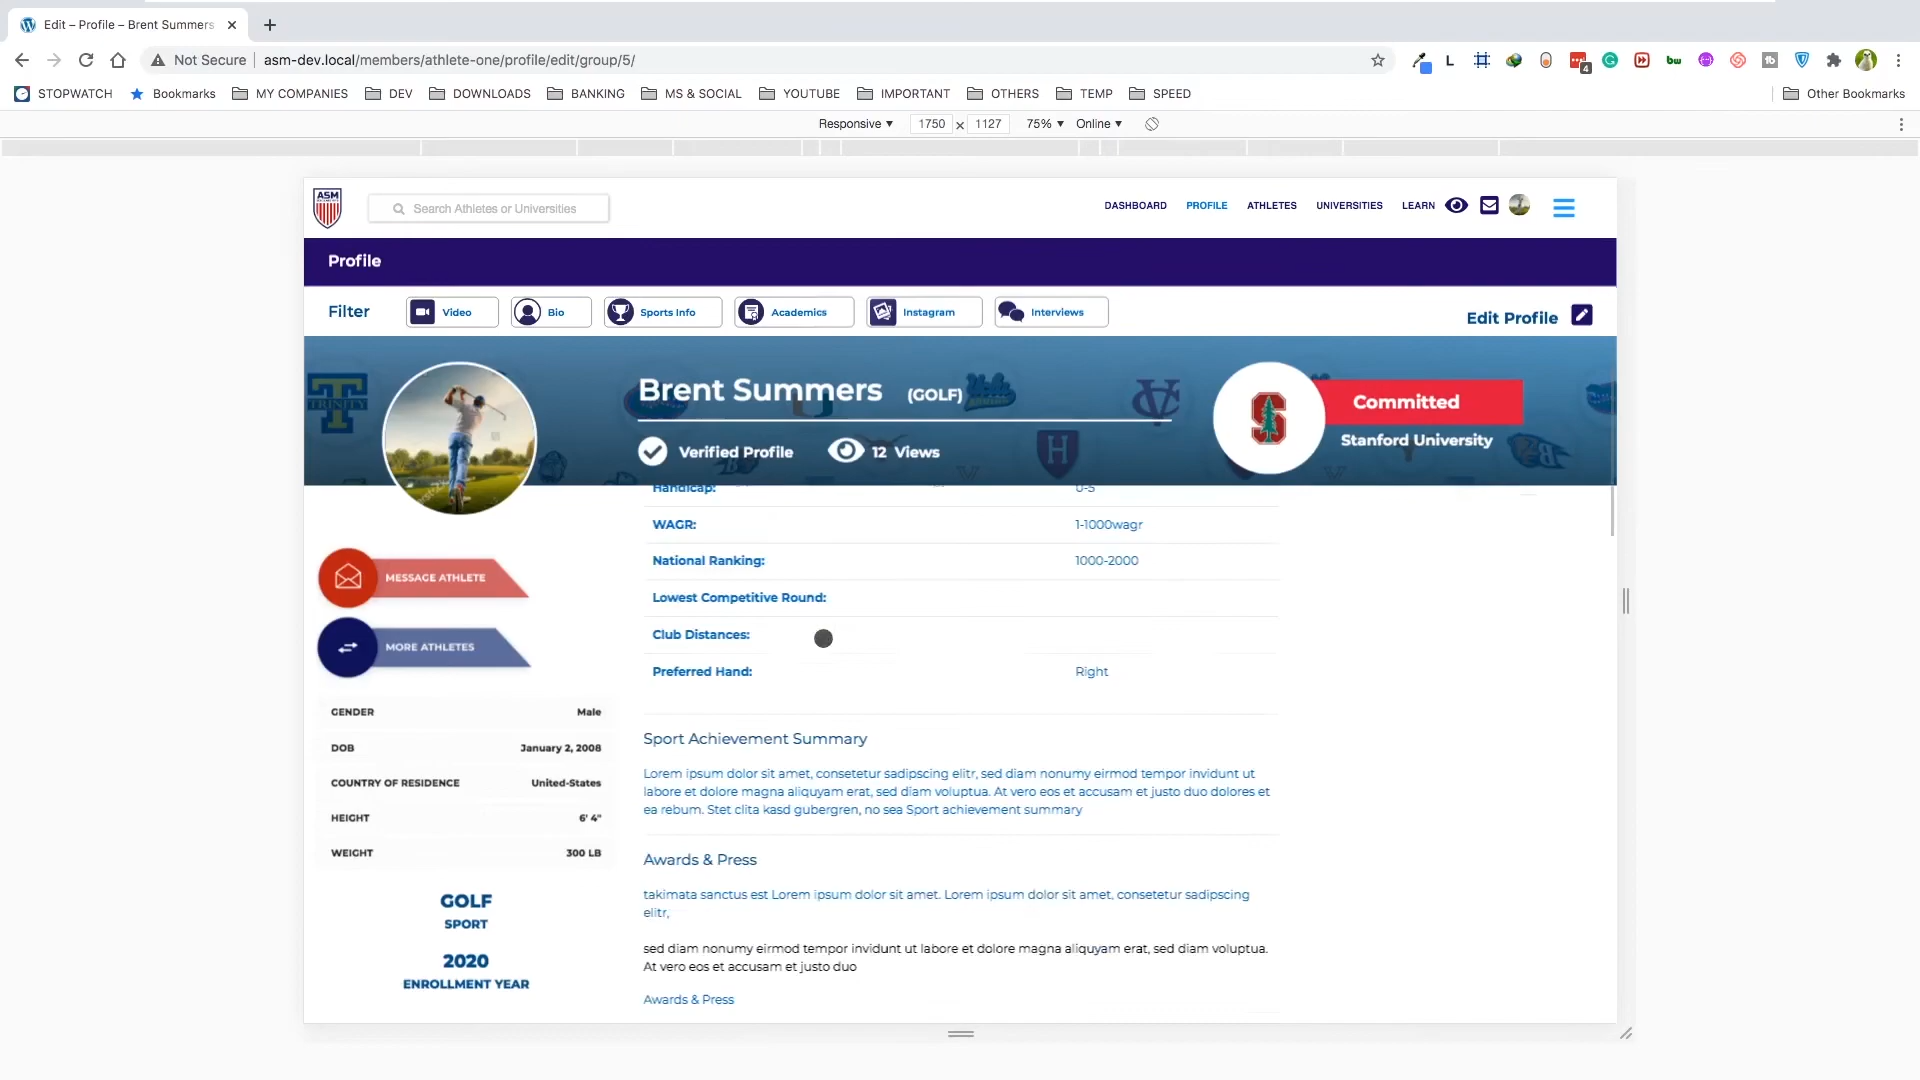 Edit – Profile – Brent Summers
Not Secure
asm-dev.local/members/athlete-one/profile/edit/group/5/
L
4
bw
tb
STOPWATCH
Bookmarks
MY COMPANIES
DEV
DOWNLOADS
BANKING
MS & SOCIAL
YOUTUBE
IMPORTANT
OTHERS
TEMP
SPEED
Other Bookmarks
Responsive ▾
1750 x 1127
75% ▾
Online ▾
ASM
Search Athletes or Universities
DASHBOARD
PROFILE
ATHLETES
UNIVERSITIES
LEARN
Profile
Filter
Video
Bio
Sports Info
Academics
Instagram
Interviews
Edit Profile
TRINITY
Brent Summers (GOLF)
Verified Profile
12 Views
Committed
Stanford University
Handicap: 0-5
WAGR: 1-1000wagr
National Ranking: 1000-2000
Lowest Competitive Round:
Club Distances:
Preferred Hand: Right
MESSAGE ATHLETE
MORE ATHLETES
GENDER Male
DOB January 2, 2008
COUNTRY OF RESIDENCE United-States
HEIGHT 6' 4"
WEIGHT 300 LB
GOLF
SPORT
2020
ENROLLMENT YEAR
Sport Achievement Summary
Lorem ipsum dolor sit amet, consetetur sadipscing elitr, sed diam nonumy eirmod tempor invidunt ut
labore et dolore magna aliquyam erat, sed diam voluptua. At vero eos et accusam et justo duo dolores et
ea rebum. Stet clita kasd gubergren, no sea Sport achievement summary
Awards & Press
takimata sanctus est Lorem ipsum dolor sit amet. Lorem ipsum dolor sit amet, consetetur sadipscing
elitr,
sed diam nonumy eirmod tempor invidunt ut labore et dolore magna aliquyam erat, sed diam voluptua.
At vero eos et accusam et justo duo
Awards & Press